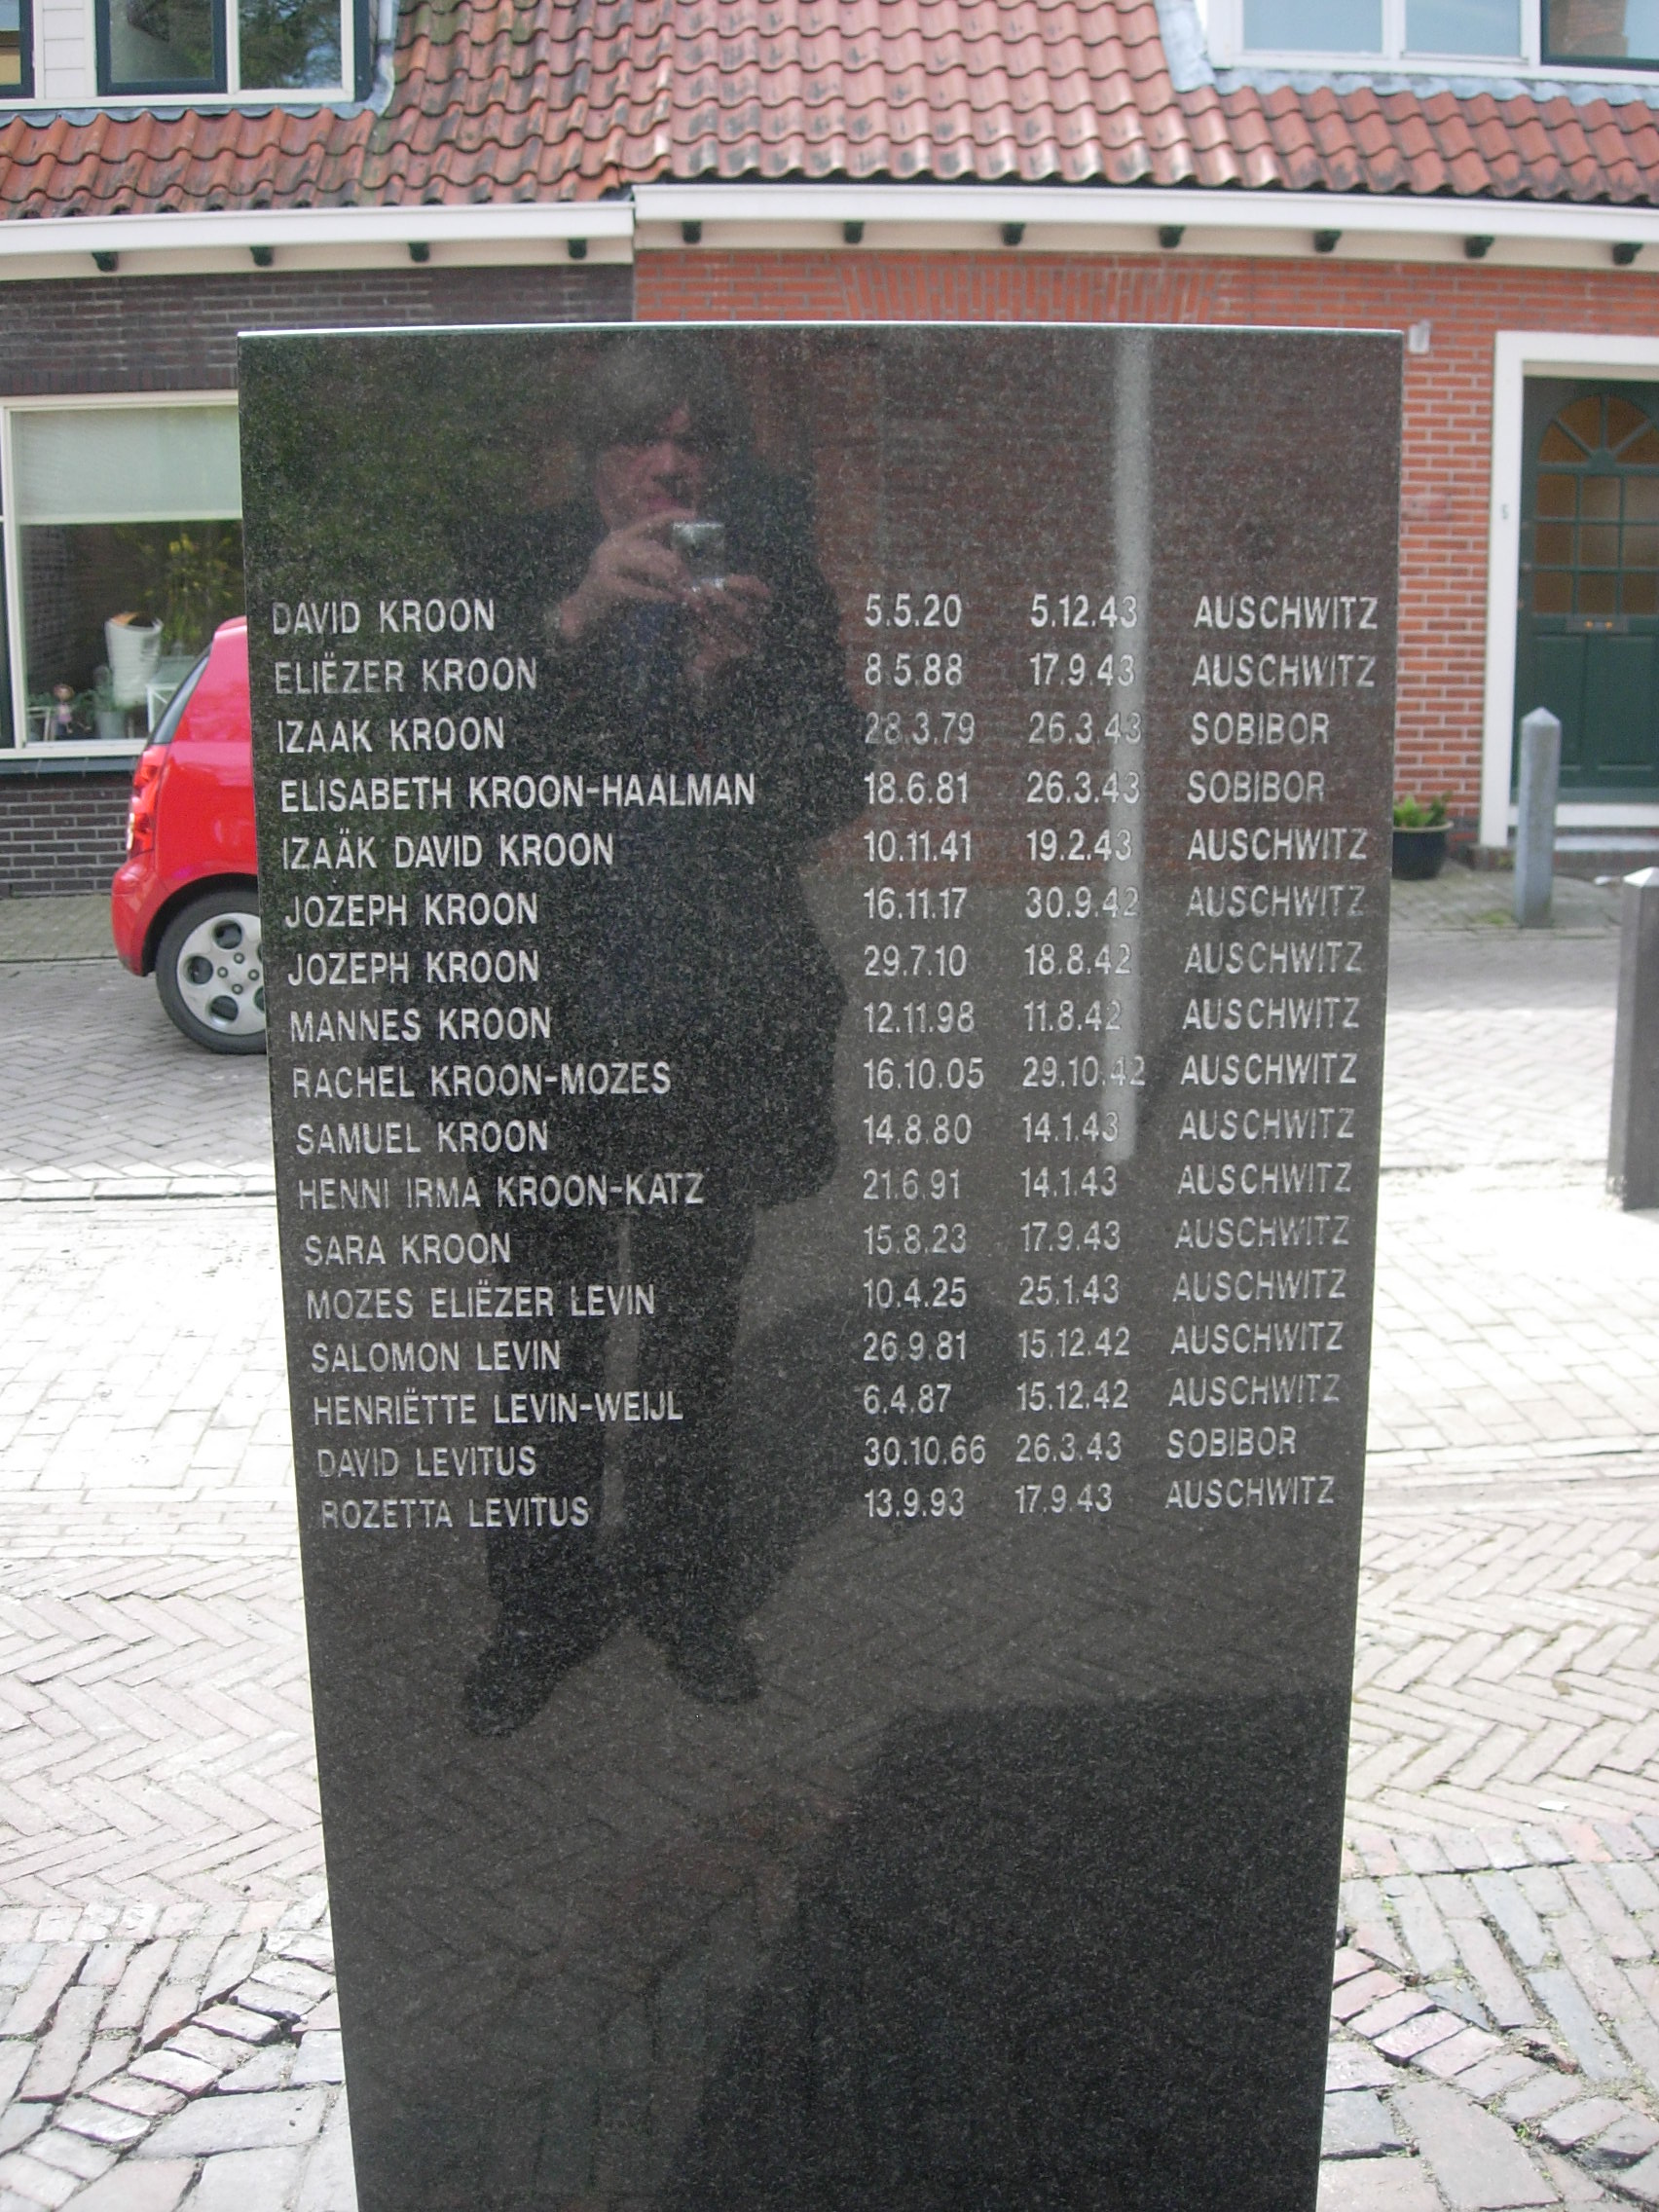 DAVID KROON 5.5.20 5.12.43 AUSCHWITZ
ELIËZER KROON 8.5.88 17.9.43 AUSCHWITZ
IZAAK KROON 28.3.79 26.3.43 SOBIBOR
ELISABETH KROON-HAALMAN 18.6.81 26.3.43 SOBIBOR
IZAÄK DAVID KROON 10.11.41 19.2.43 AUSCHWITZ
JOZEPH KROON 16.11.17 30.9.42 AUSCHWITZ
JOZEPH KROON 29.7.10 18.8.42 AUSCHWITZ
MANNES KROON 12.11.98 11.8.42 AUSCHWITZ
RACHEL KROON-MOZES 16.10.05 29.10.42 AUSCHWITZ
SAMUEL KROON 14.8.80 14.1.43 AUSCHWITZ
HENNI IRMA KROON-KATZ 21.6.91 14.1.43 AUSCHWITZ
SARA KROON 15.8.23 17.9.43 AUSCHWITZ
MOZES ELIËZER LEVIN 10.4.25 25.1.43 AUSCHWITZ
SALOMON LEVIN 26.9.81 15.12.42 AUSCHWITZ
HENRIËTTE LEVIN-WEIJL 6.4.87 15.12.42 AUSCHWITZ
DAVID LEVITUS 30.10.66 26.3.43 SOBIBOR
ROZETTA LEVITUS 13.9.93 17.9.43 AUSCHWITZ